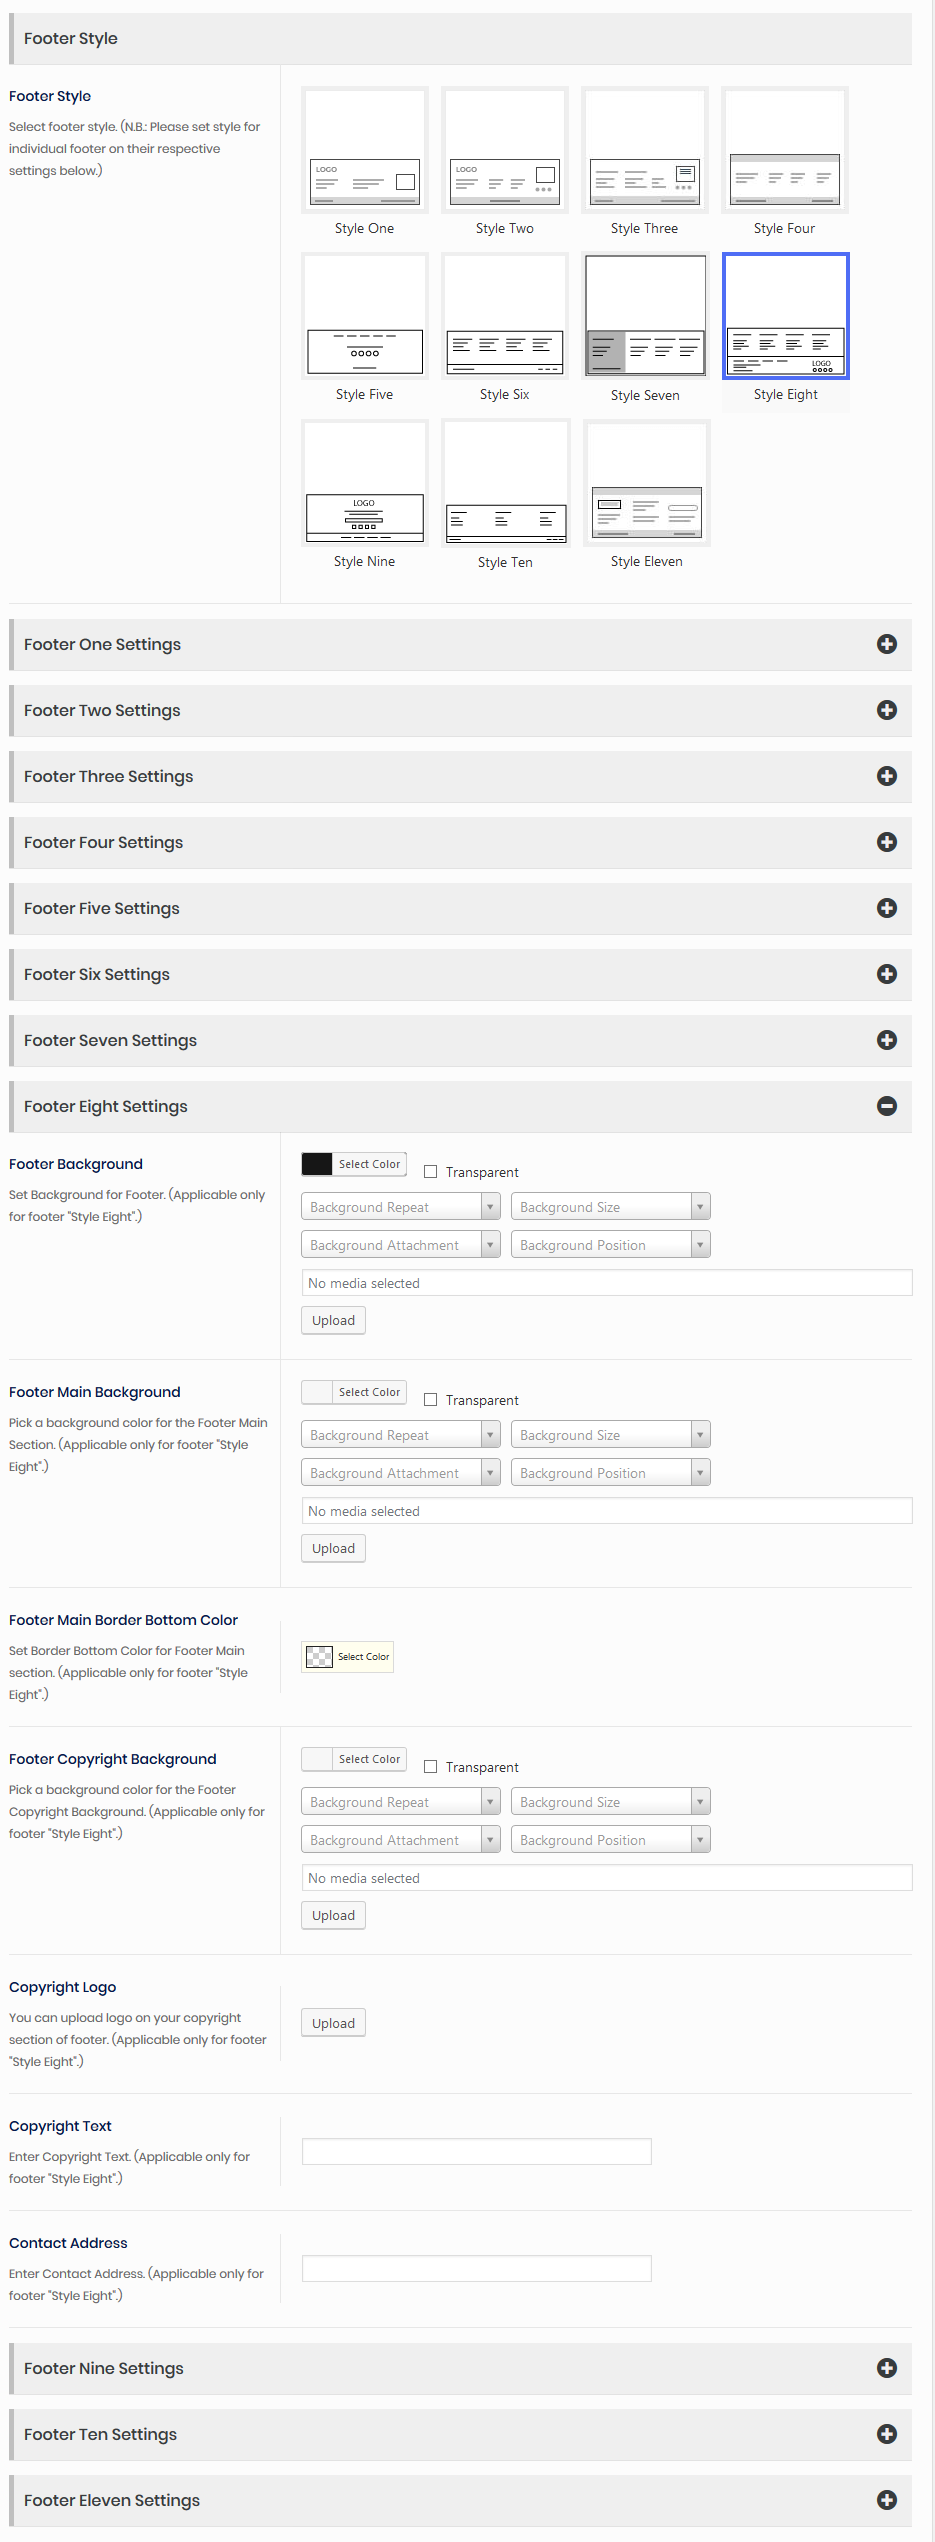 Footer Style
Footer Style
Select footer style. (N.B.: Please set style for
individual footer on their respective
settings below.)
LOGO
LOGO
Style One
Style Two
Style Three
Style Four
LOGO
Style Five
Style Six
Style Seven
Style Eight
LOGO
Style Nine
Style Ten
Style Eleven
Footer One Settings
Footer Two Settings
Footer Three Settings
Footer Four Settings
Footer Five Settings
Footer Six Settings
Footer Seven Settings
Footer Eight Settings
Footer Background
Set Background for Footer. (Applicable only
for footer "Style Eight".)
Select Color
Transparent
Background Repeat
Background Size
Background Attachment
Background Position
No media selected
Upload
Footer Main Background
Pick a background color for the Footer Main
Section. (Applicable only for footer "Style
Eight".)
Select Color
Transparent
Background Repeat
Background Size
Background Attachment
Background Position
No media selected
Upload
Footer Main Border Bottom Color
Set Border Bottom Color for Footer Main
section. (Applicable only for footer "Style
Eight".)
Select Color
Footer Copyright Background
Pick a background color for the Footer
Copyright Background. (Applicable only for
footer "Style Eight".)
Select Color
Transparent
Background Repeat
Background Size
Background Attachment
Background Position
No media selected
Upload
Copyright Logo
You can upload logo on your copyright
section of footer. (Applicable only for footer
"Style Eight".)
Upload
Copyright Text
Enter Copyright Text. (Applicable only for
footer "Style Eight".)
Contact Address
Enter Contact Address. (Applicable only for
footer "Style Eight".)
Footer Nine Settings
Footer Ten Settings
Footer Eleven Settings